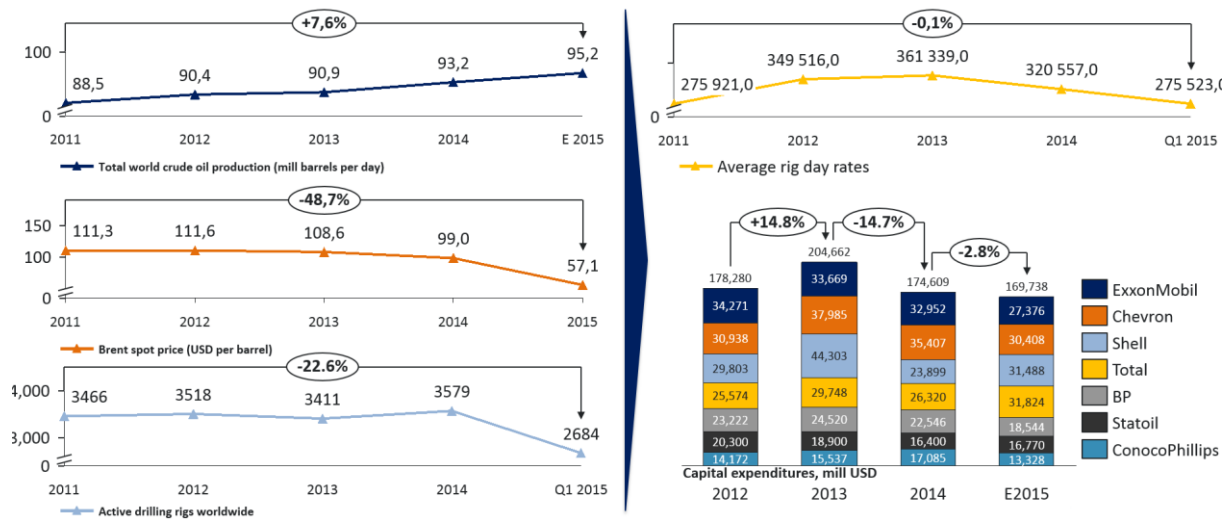 +7,6%
100
88,5 90,4 90,9 93,2 95,2
0
2011 2012 2013 2014 E 2015
Total world crude oil production (mill barrels per day)
-48,7%
150
111,3 111,6 108,6 99,0 57,1
100
0
2011 2012 2013 2014 2015
Brent spot price (USD per barrel)
-22.6%
4,000
3466 3518 3411 3579 2684
3,000
0
2011 2012 2013 2014 Q1 2015
Active drilling rigs worldwide
-0,1%
275 921,0 349 516,0 361 339,0 320 557,0 275 523,0
0
2011 2012 2013 2014 Q1 2015
Average rig day rates
+14.8% -14.7% -2.8%
178,280 204,662 174,609 169,738
34,271 33,669 32,952 27,376 ExxonMobil
30,938 37,985 35,407 30,408 Chevron
29,803 44,303 23,899 31,488 Shell
25,574 29,748 26,320 31,824 Total
23,222 24,520 22,546 18,544 BP
20,300 18,900 16,400 16,770 Statoil
14,172 15,537 17,085 13,328 ConocoPhillips
Capital expenditures, mill USD
2012 2013 2014 E2015